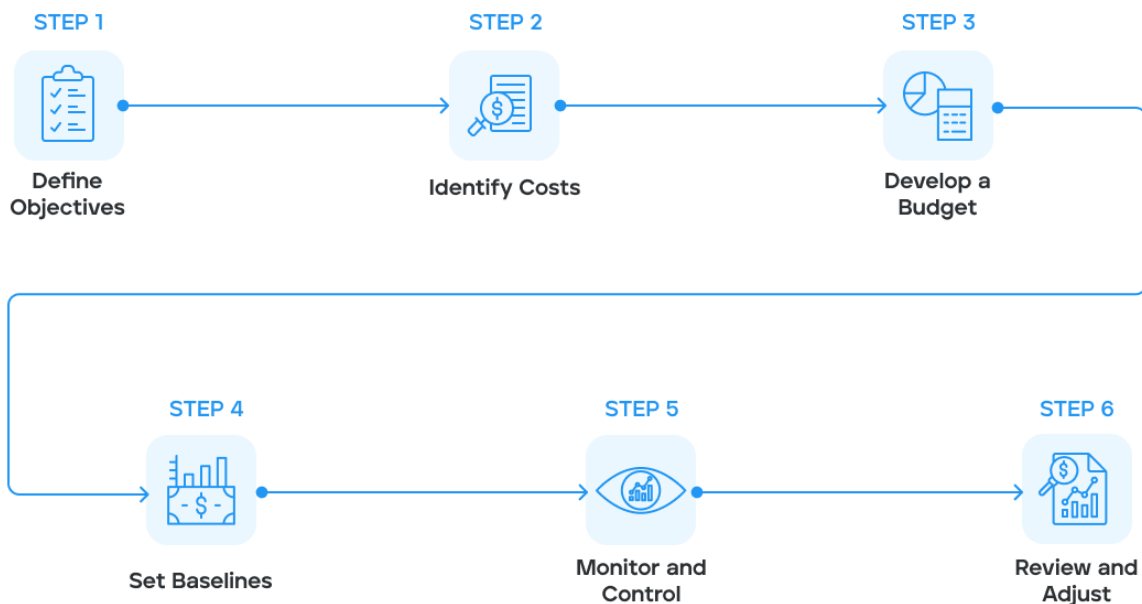 STEP 1
Define
Objectives
STEP 2
Identify Costs
STEP 3
Develop a
Budget
STEP 4
Set Baselines
STEP 5
Monitor and
Control
STEP 6
Review and
Adjust